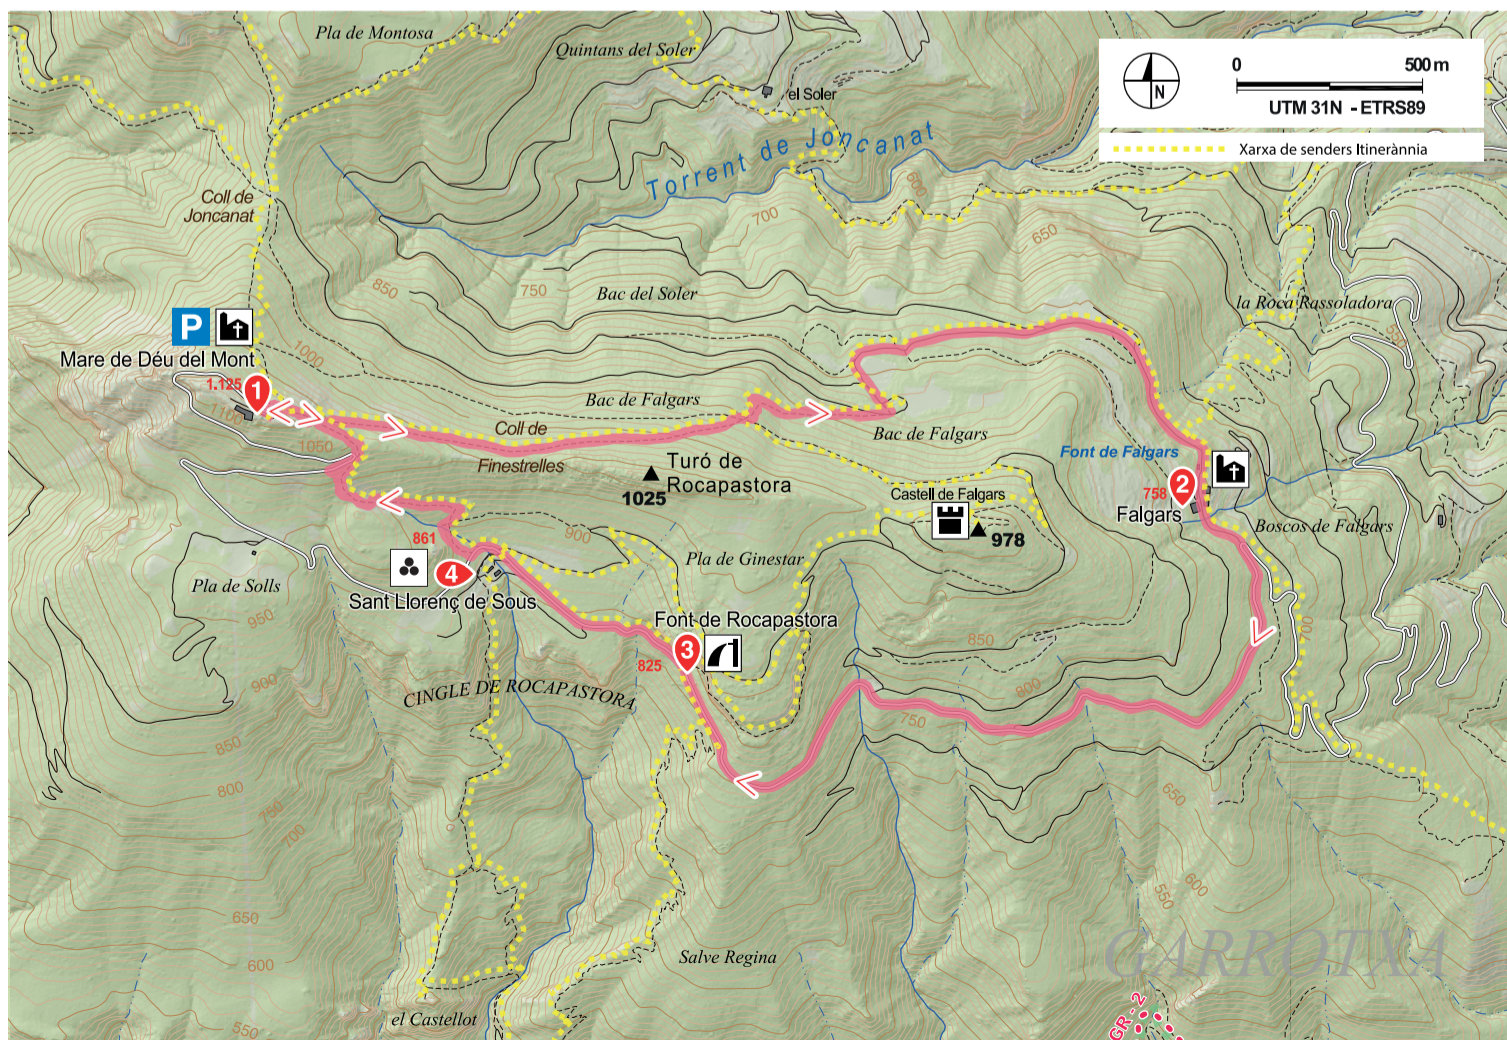 Pla de Montosa
Quintans del Soler
el Soler
0 500 m
N
UTM 31N - ETRS89
Xarxa de senders Itinerànnia
Torrent de Joncanat
600
700
650
Coll de
Joncanat
850
750
Bac del Soler
la Roca Rassoladora
550
P
Mare de Déu del Mont
1000
1.125
1
1100
1050
Bac de Falgars
Coll de
Finestrelles
Bac de Falgars
Turó de
Rocapastora
1025
Font de Falgars
758
2
Falgars
Castell de Falgars
978
Boscos de Falgars
861
900
4
Pla de Ginestar
Pla de Solls
Sant Llorenç de Sous
950
Font de Rocapastora
3
825
850
700
900
CINGLE DE ROCAPASTORA
800
750
850
800
750
700
650
600
550
650
600
550
Salve Regina
GARROTXA
el Castellot
GR - 2